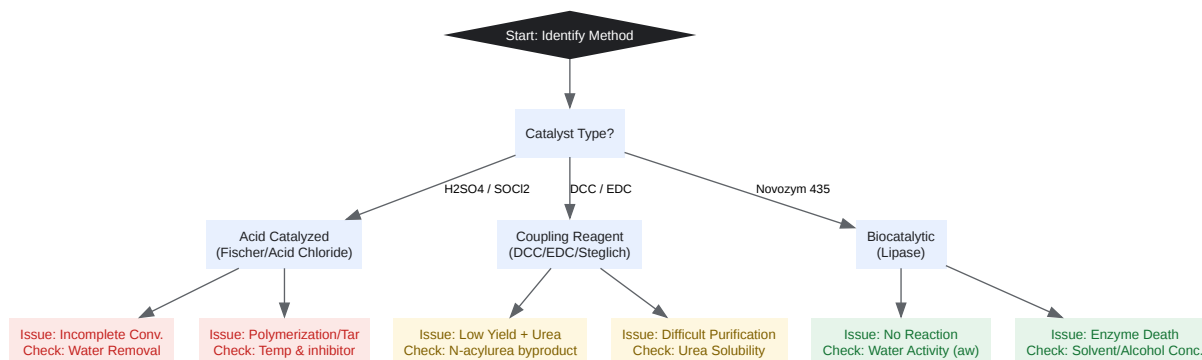 Start: Identify Method
Catalyst Type?
H2SO4 / SOCl2
DCC / EDC
Novozym 435
Acid Catalyzed
(Fischer/Acid Chloride)
Coupling Reagent
(DCC/EDC/Steglich)
Biocatalytic
(Lipase)
Issue: Incomplete Conv.
Check: Water Removal
Issue: Polymerization/Tar
Check: Temp & inhibitor
Issue: Low Yield + Urea
Check: N-acylurea byproduct
Issue: Difficult Purification
Check: Urea Solubility
Issue: No Reaction
Check: Water Activity (aw)
Issue: Enzyme Death
Check: Solvent/Alcohol Conc